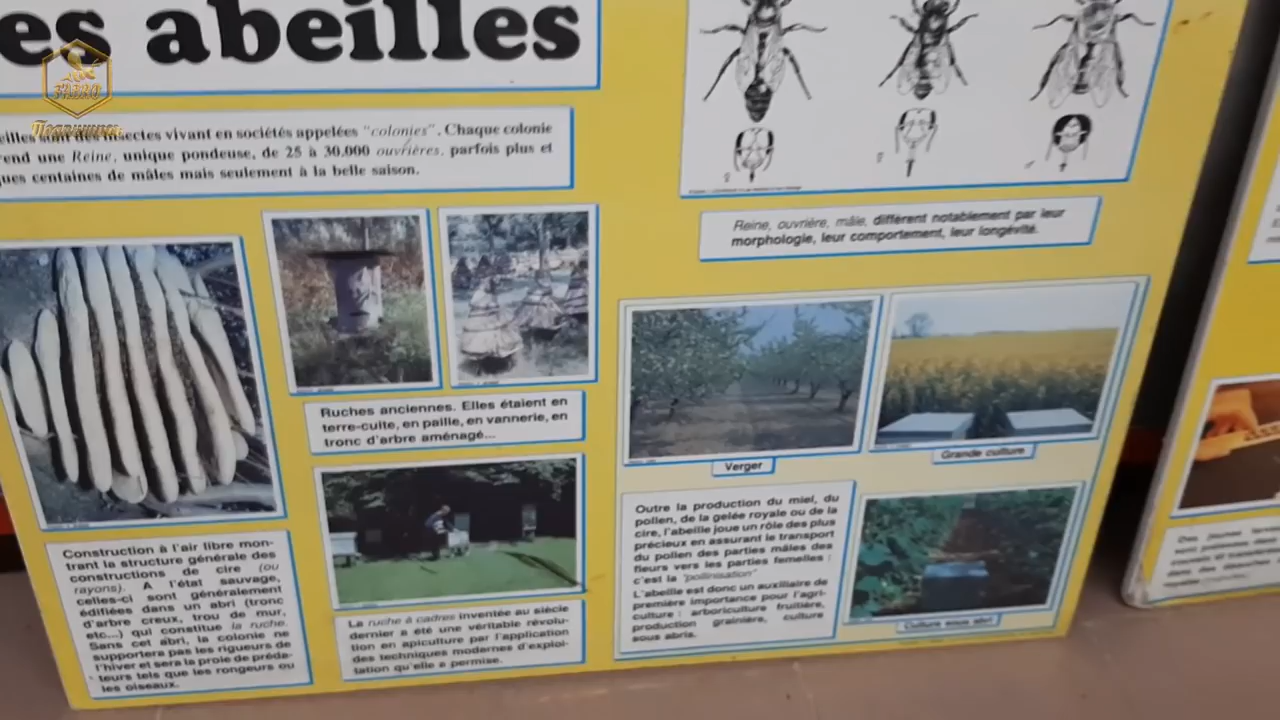 es abeilles
eilles sont des insectes vivant en sociétés appelées "colonies". Chaque colonie
rend une Reine, unique pondeuse, de 25 à 30.000 ouvrières, parfois plus et
ques centaines de mâles mais seulement à la belle saison.
Reine, ouvrière, mâle, diffèrent notablement par leur
morphologie, leur comportement, leur longévité.
Ruches anciennes. Elles étaient en
terre-cuite, en paille, en vannerie, en
tronc d'arbre aménagé...
Verger
Grande culture
Construction à l'air libre mon-
trant la structure générale des
constructions de cire (ou
rayons). A l'état sauvage,
celles-ci sont généralement
édifiées dans un abri (tronc
d'arbre creux, trou de mur,
etc...) qui constitue la ruche.
Sans cet abri, la colonie ne
supportera pas les rigueurs de
l'hiver et sera la proie de préda-
teurs tels que les rongeurs ou
les oiseaux.
La ruche à cadres inventée au siècle
dernier a été une véritable révolu-
tion en apiculture par l'application
des techniques modernes d'exploi-
tation qu'elle a permise.
Outre la production du miel, du
pollen, de la gelée royale ou de la
cire, l'abeille joue un rôle des plus
précieux en assurant le transport
du pollen des parties mâles des
fleurs vers les parties femelles :
c'est la "pollinisation"
L'abeille est donc un auxiliaire de
première importance pour l'agri-
culture : arboriculture fruitière,
production grainière, culture
sous abris.
Culture sous abri